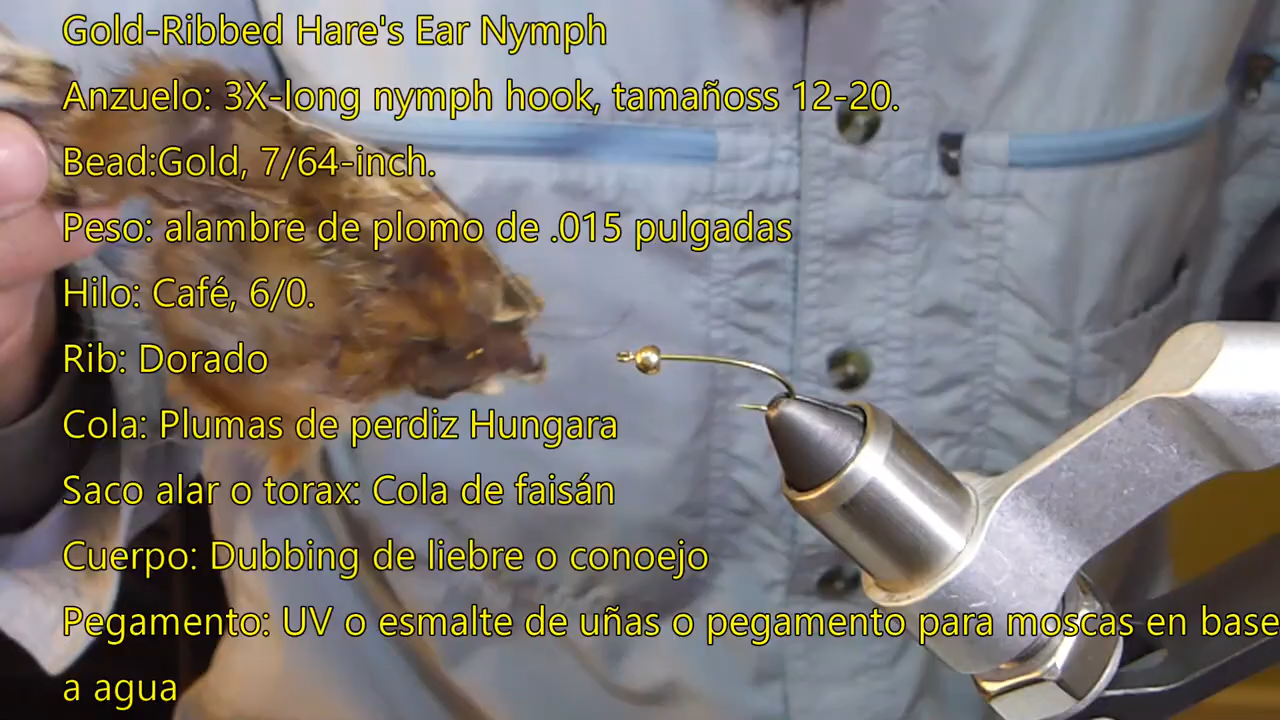 Gold-Ribbed Hare's Ear Nymph
Anzuelo: 3X-long nymph hook, tamañoss 12-20.
Bead:Gold, 7/64-inch.
Peso: alambre de plomo de .015 pulgadas
Hilo: Café, 6/0.
Rib: Dorado
Cola: Plumas de perdiz Hungara
Saco alar o torax: Cola de faisán
Cuerpo: Dubbing de liebre o conoejo
Pegamento: UV o esmalte de uñas o pegamento para moscas en base
a agua